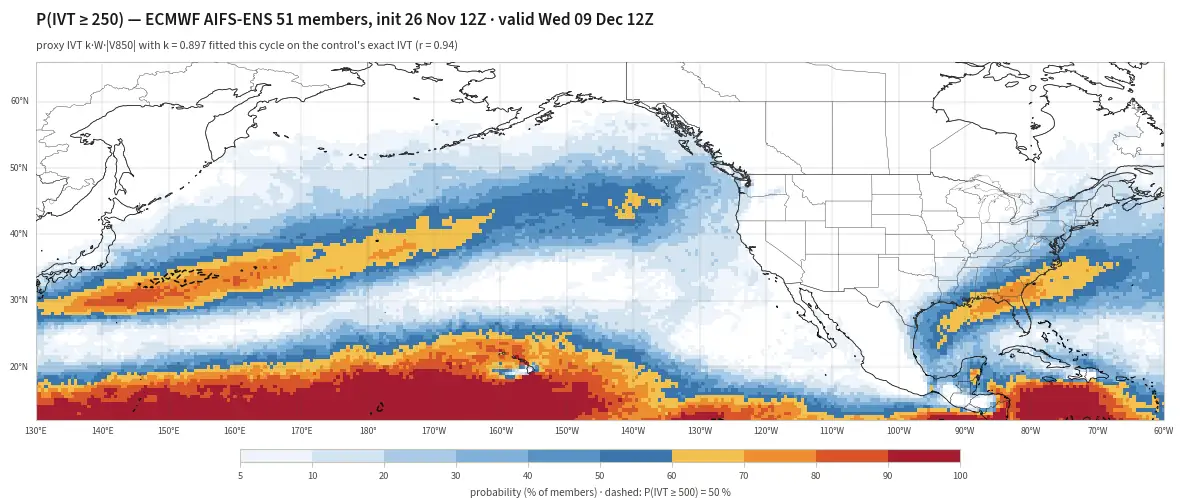 P(IVT ≥ 250) — ECMWF AIFS-ENS 51 members, init 26 Nov 12Z · valid Wed 09 Dec 12Z
proxy IVT k·W·|V850| with k = 0.897 fitted this cycle on the control's exact IVT (r = 0.94)
60°N
50°N
40°N
30°N
20°N
130°E 140°E 150°E 160°E 170°E 180° 170°W 160°W 150°W 140°W 130°W 120°W 110°W 100°W 90°W 80°W 70°W 60°W
5 10 20 30 40 50 60 70 80 90 100
probability (% of members) · dashed: P(IVT ≥ 500) = 50 %